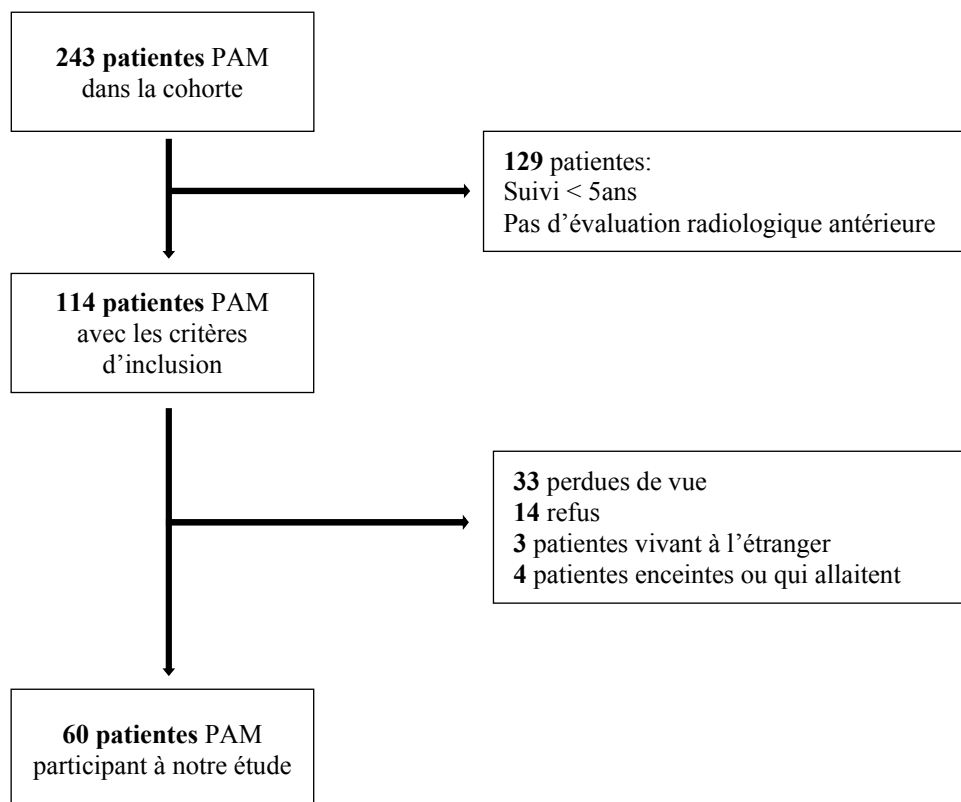 243 patientes PAM
dans la cohorte
129 patientes:
Suivi < 5ans
Pas d’évaluation radiologique antérieure
114 patientes PAM
avec les critères
d’inclusion
33 perdues de vue
14 refus
3 patientes vivant à l’étranger
4 patientes enceintes ou qui allaitent
60 patientes PAM
participant à notre étude